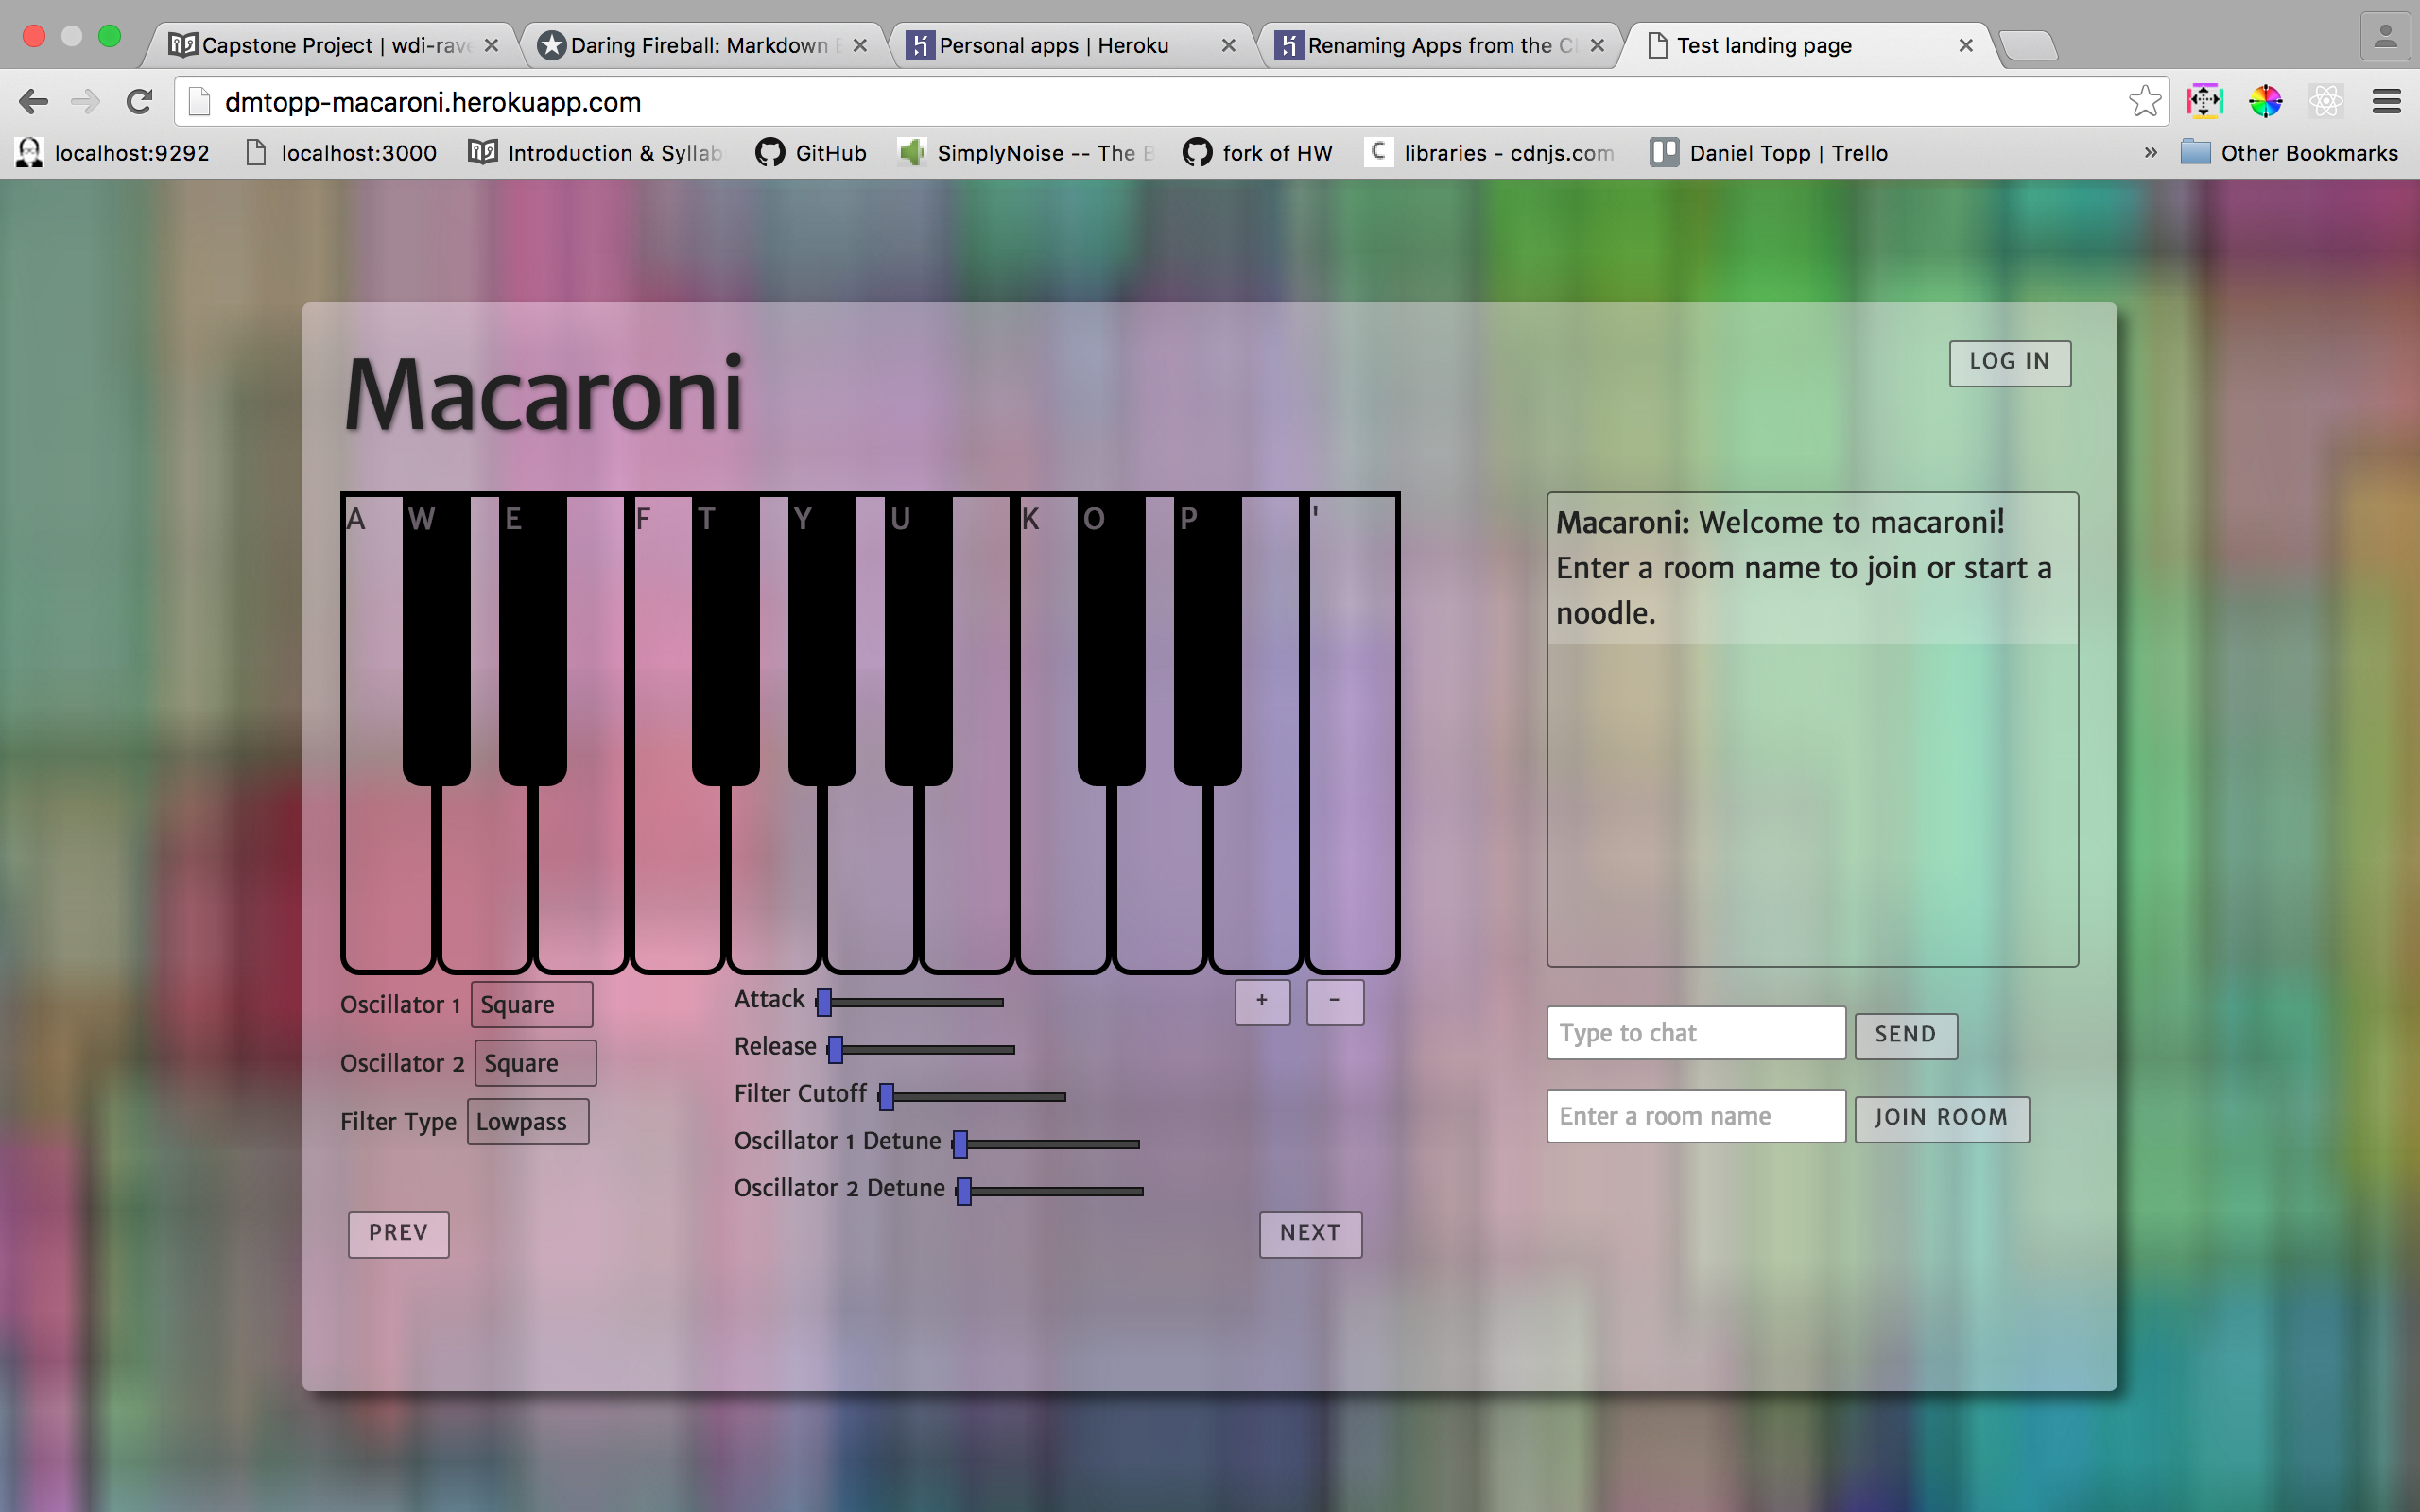 Capstone Project | wdi-rave
Daring Fireball: Markdown
Personal apps | Heroku
Renaming Apps from the C
Test landing page
dmtopp-macaroni.herokuapp.com
localhost:9292
localhost:3000
Introduction & Syllab
GitHub
SimplyNoise -- The B
fork of HW
libraries - cdnjs.com
Daniel Topp | Trello
»
Other Bookmarks
Macaroni
LOG IN
A W E F T Y U K O P '
Macaroni: Welcome to macaroni!
Enter a room name to join or start a
noodle.
Oscillator 1 Square
Oscillator 2 Square
Filter Type Lowpass
Attack
Release
Filter Cutoff
Oscillator 1 Detune
Oscillator 2 Detune
+ -
PREV
NEXT
Type to chat SEND
Enter a room name JOIN ROOM